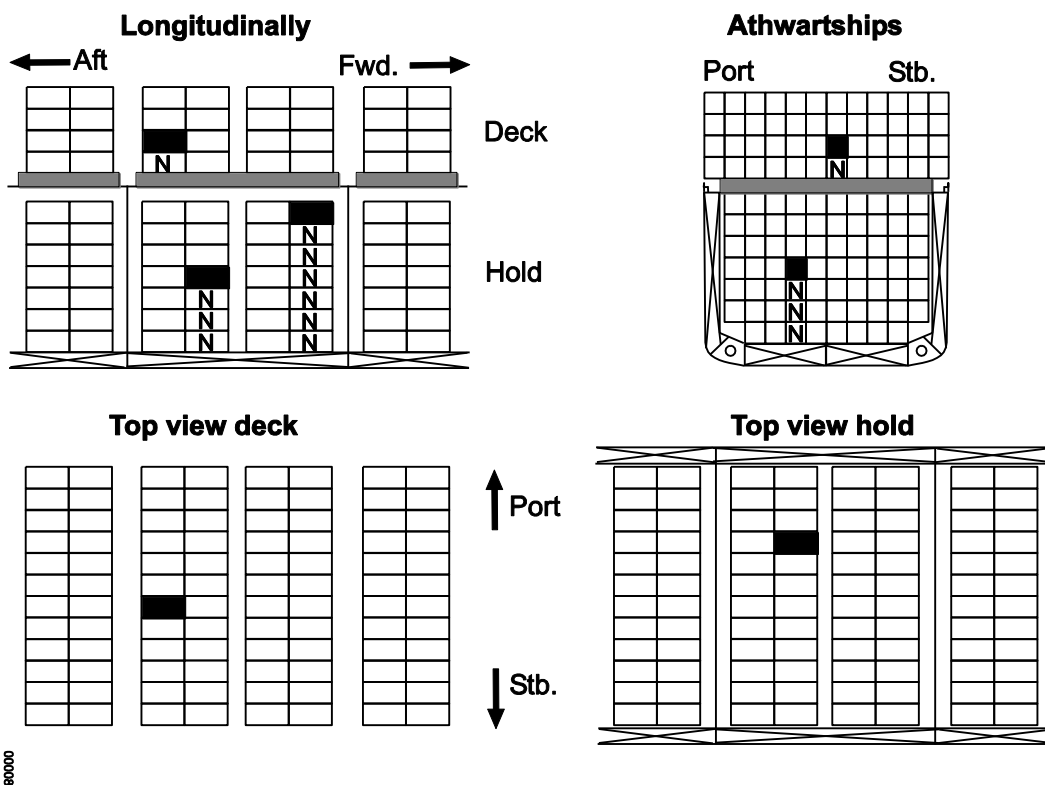 Longitudinally
Athwartships
Aft
Fwd.
Port
Stb.
Deck
N
N
Hold
N
N
N
N
N
N
N
N
N
N
N
N
Top view deck
Top view hold
Port
Stb.
80000